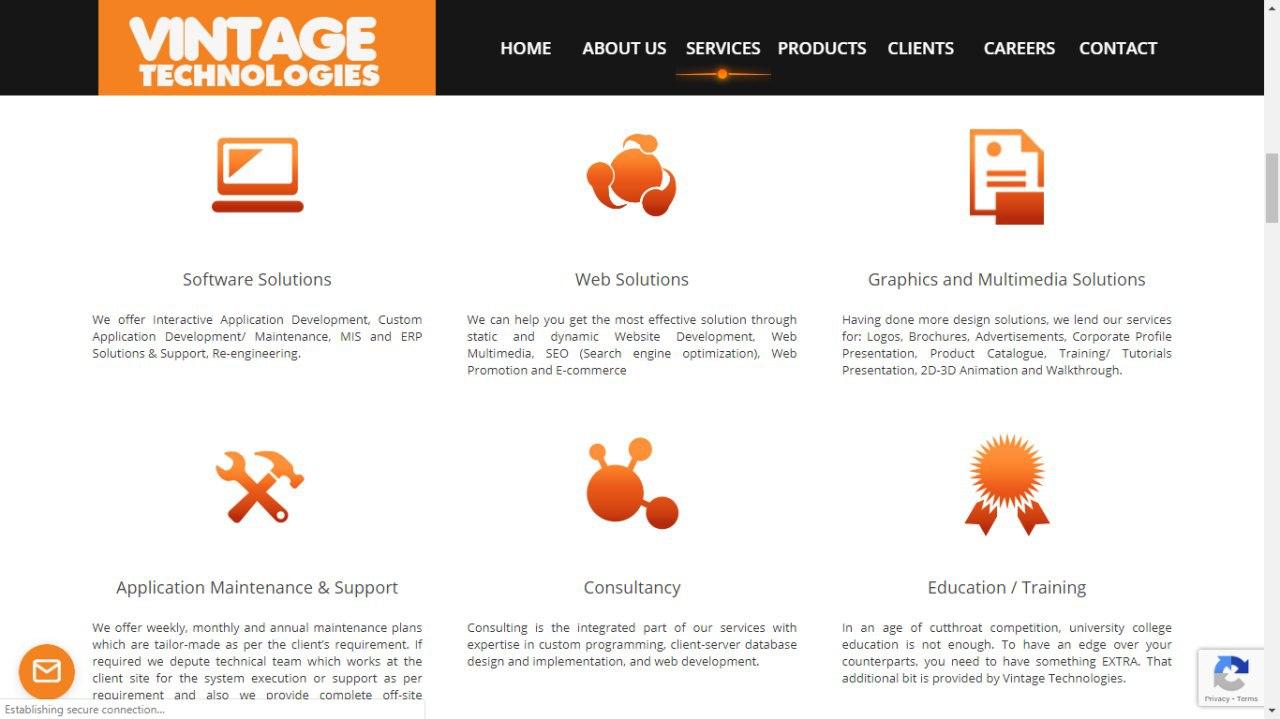 VINTAGE
TECHNOLOGIES
HOME ABOUT US SERVICES PRODUCTS CLIENTS CAREERS CONTACT
Software Solutions
We offer Interactive Application Development, Custom
Application Development/ Maintenance, MIS and ERP
Solutions & Support, Re-engineering.
Web Solutions
We can help you get the most effective solution through
static and dynamic Website Development, Web
Multimedia, SEO (Search engine optimization), Web
Promotion and E-commerce
Graphics and Multimedia Solutions
Having done more design solutions, we lend our services
for: Logos, Brochures, Advertisements, Corporate Profile
Presentation, Product Catalogue, Training/ Tutorials
Presentation, 2D-3D Animation and Walkthrough.
Application Maintenance & Support
We offer weekly, monthly and annual maintenance plans
which are tailor-made as per the client's requirement. If
required we depute technical team which works at the
client site for the system execution or support as per
requirement and also we provide complete off-site
Consultancy
Consulting is the integrated part of our services with
expertise in custom programming, client-server database
design and implementation, and web development.
Education / Training
In an age of cutthroat competition, university college
education is not enough. To have an edge over your
counterparts, you need to have something EXTRA. That
additional bit is provided by Vintage Technologies.
Privacy • Terms
Establishing secure connection...